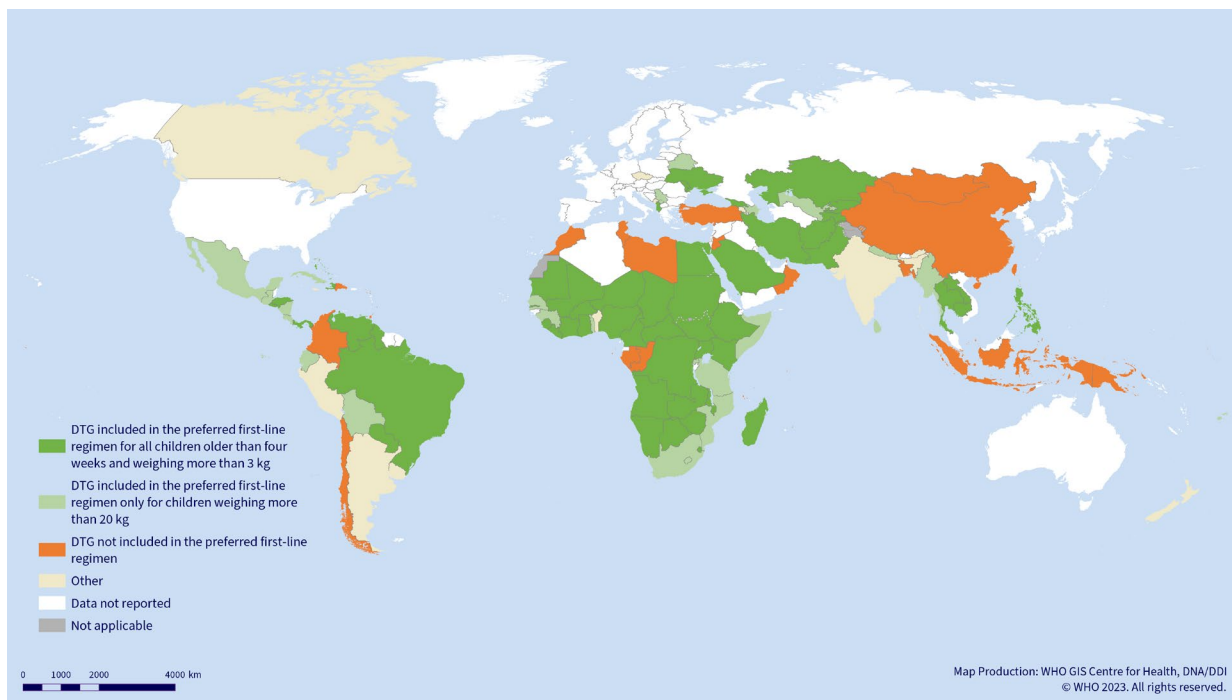 DTG included in the preferred first-line
regimen for all children older than four
weeks and weighing more than 3 kg
DTG included in the preferred first-line
regimen only for children weighing more
than 20 kg
DTG not included in the preferred first-line
regimen
Other
Data not reported
Not applicable
0 1000 2000 4000 km
Map Production: WHO GIS Centre for Health, DNA/DDI
© WHO 2023. All rights reserved.